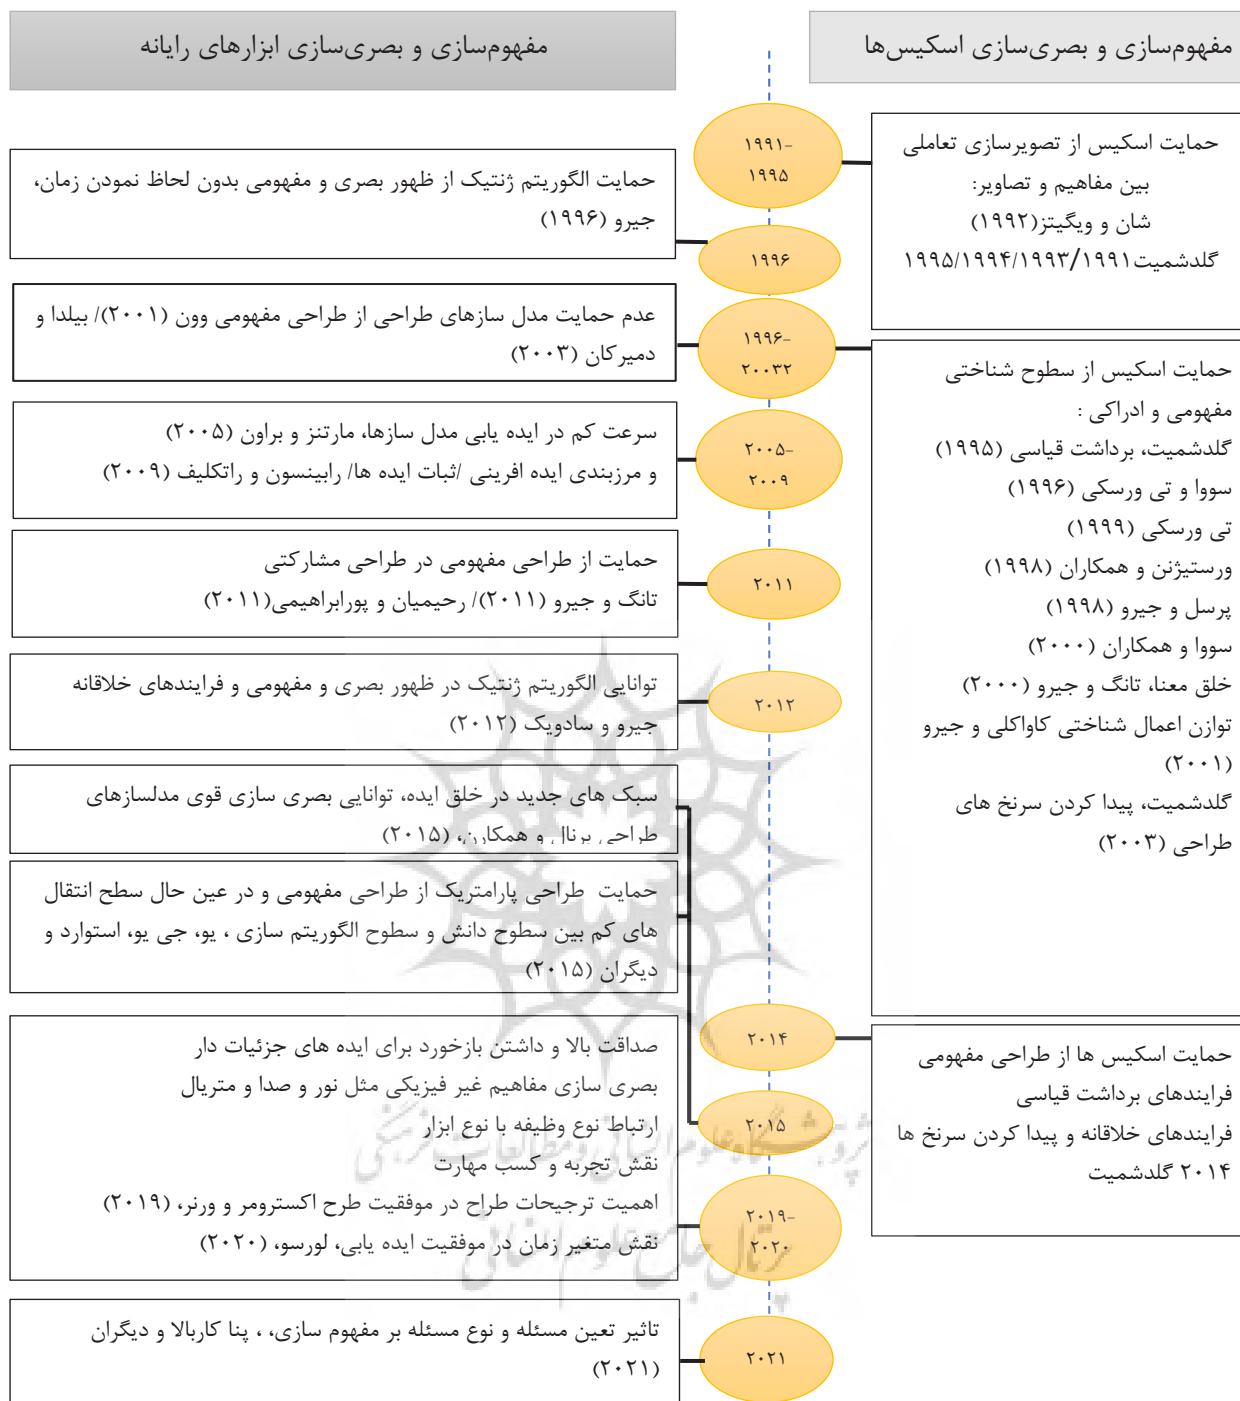 مفهوم‌سازی و بصری‌سازی اسکیس‌ها
مفهوم‌سازی و بصری‌سازی ابزارهای رایانه
حمایت اسکیس از تصویرسازی تعاملی
بین مفاهیم و تصاویر:
شان و ویگیتز(۱۹۹۲)
گلدشمیت۱۹۹۵/۱۹۹۴/۱۹۹۳/۱۹۹۱
۱۹۹۱-
۱۹۹۵
حمایت الگوریتم ژنتیک از ظهور بصری و مفهومی بدون لحاظ نمودن زمان،
جیرو (۱۹۹۶)
۱۹۹۶
عدم حمایت مدل سازهای طراحی از طراحی مفهومی وون (۲۰۰۱)/ بیلدا و
دمیرکان (۲۰۰۳)
۱۹۹۶-
۲۰۰۳۲
حمایت اسکیس از سطوح شناختی
مفهومی و ادراکی :
گلدشمیت، برداشت قیاسی (۱۹۹۵)
سووا و تی ورسکی (۱۹۹۶)
تی ورسکی (۱۹۹۹)
ورستیژنن و همکاران (۱۹۹۸)
پرسل و جیرو (۱۹۹۸)
سووا و همکاران (۲۰۰۰)
خلق معنا، تانگ و جیرو (۲۰۰۰)
توازن اعمال شناختی کاواکلی و جیرو
(۲۰۰۱)
گلدشمیت، پیدا کردن سرنخ های
طراحی (۲۰۰۳)
سرعت کم در ایده یابی مدل سازها، مارتنز و براون (۲۰۰۵)
و مرزبندی ایده افرینی /ثبات ایده ها/ رابینسون و راتکلیف (۲۰۰۹)
۲۰۰۵-
۲۰۰۹
حمایت از طراحی مفهومی در طراحی مشارکتی
تانگ و جیرو (۲۰۱۱)/ رحیمیان و پورابراهیمی(۲۰۱۱)
۲۰۱۱
توانایی الگوریتم ژنتیک در ظهور بصری و مفهومی و فرایندهای خلاقانه
جیرو و سادویک (۲۰۱۲)
۲۰۱۲
سبک های جدید در خلق ایده، توانایی بصری سازی قوی مدلسازهای
طراحی برنال و همکارن، (۲۰۱۵)
حمایت طراحی پارامتریک از طراحی مفهومی و در عین حال سطح انتقال
های کم بین سطوح دانش و سطوح الگوریتم سازی ، یو، جی یو، استوارد و
دیگران (۲۰۱۵)
۲۰۱۴
حمایت اسکیس ها از طراحی مفهومی
فرایندهای برداشت قیاسی
فرایندهای خلاقانه و پیدا کردن سرنخ ها
۲۰۱۴ گلدشمیت
۲۰۱۵
صداقت بالا و داشتن بازخورد برای ایده های جزئیات دار
بصری سازی مفاهیم غیر فیزیکی مثل نور و صدا و متریال
ارتباط نوع وظیفه با نوع ابزار
نقش تجربه و کسب مهارت
اهمیت ترجیحات طراح در موفقیت طرح اکسترومر و ورنر، (۲۰۱۹)
نقش متغیر زمان در موفقیت ایده یابی، لورسو، (۲۰۲۰)
۲۰۱۹-
۲۰۲۰
پژوهشگاه علوم انسانی و مطالعات فرهنگی
پرتال جامع علوم انسانی
تاثیر تعین مسئله و نوع مسئله بر مفهوم سازی، ، پنا کاربالا و دیگران
(۲۰۲۱)
۲۰۲۱